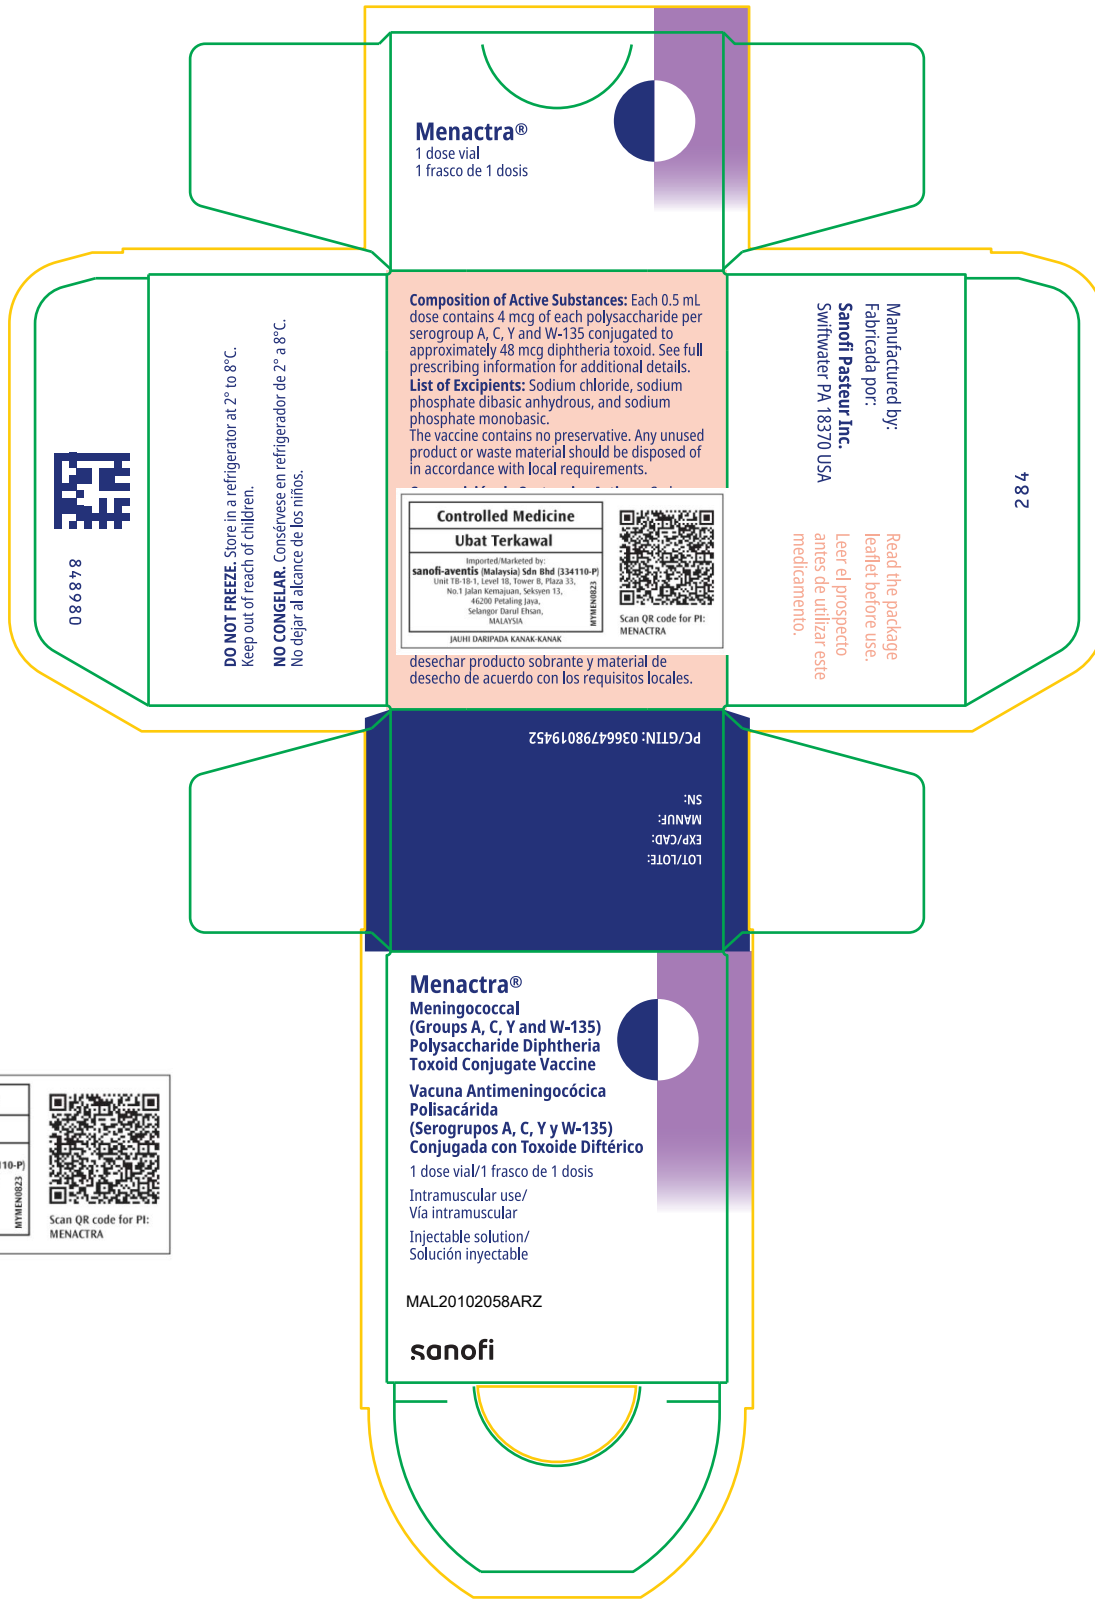 Menactra®
1 dose vial
1 frasco de 1 dosis
Composition of Active Substances: Each 0.5 mL
dose contains 4 mcg of each polysaccharide per
serogroup A, C, Y and W-135 conjugated to
approximately 48 mcg diphtheria toxoid. See full
prescribing information for additional details.
List of Excipients: Sodium chloride, sodium
phosphate dibasic anhydrous, and sodium
phosphate monobasic.
The vaccine contains no preservative. Any unused
product or waste material should be disposed of
in accordance with local requirements.
Controlled Medicine
Ubat Terkawal
Imported/Marketed by:
sanofi-aventis (Malaysia) Sdn Bhd (334110-P)
Unit TB-18-1, Level 18, Tower B, Plaza 33,
No.1 Jalan Kemajuan, Seksyen 13,
46200 Petaling Jaya,
Selangor Darul Ehsan,
MALAYSIA
MYMEN0823
JAUHI DARIPADA KANAK-KANAK
Scan QR code for PI:
MENACTRA
desechar producto sobrante y material de
desecho de acuerdo con los requisitos locales.
848980
DO NOT FREEZE. Store in a refrigerator at 2° to 8°C.
Keep out of reach of children.
NO CONGELAR. Consérvese en refrigerador de 2° a 8°C.
No dejar al alcance de los niños.
Manufactured by:
Fabricada por:
Sanofi Pasteur Inc.
Swiftwater PA 18370 USA
Read the package
leaflet before use.
Leer el prospecto
antes de utilizar este
medicamento.
284
PC/GTIN: 03664798019452
SN:
MANUF:
EXP/CAD:
LOT/LOTE:
Menactra®
Meningococcal
(Groups A, C, Y and W-135)
Polysaccharide Diphtheria
Toxoid Conjugate Vaccine
Vacuna Antimeningocócica
Polisacárida
(Serogrupos A, C, Y y W-135)
Conjugada con Toxoide Diftérico
1 dose vial/1 frasco de 1 dosis
Intramuscular use/
Vía intramuscular
Injectable solution/
Solución inyectable
MAL20102058ARZ
sanofi
110-P)
MYMEN0823
Scan QR code for PI:
MENACTRA